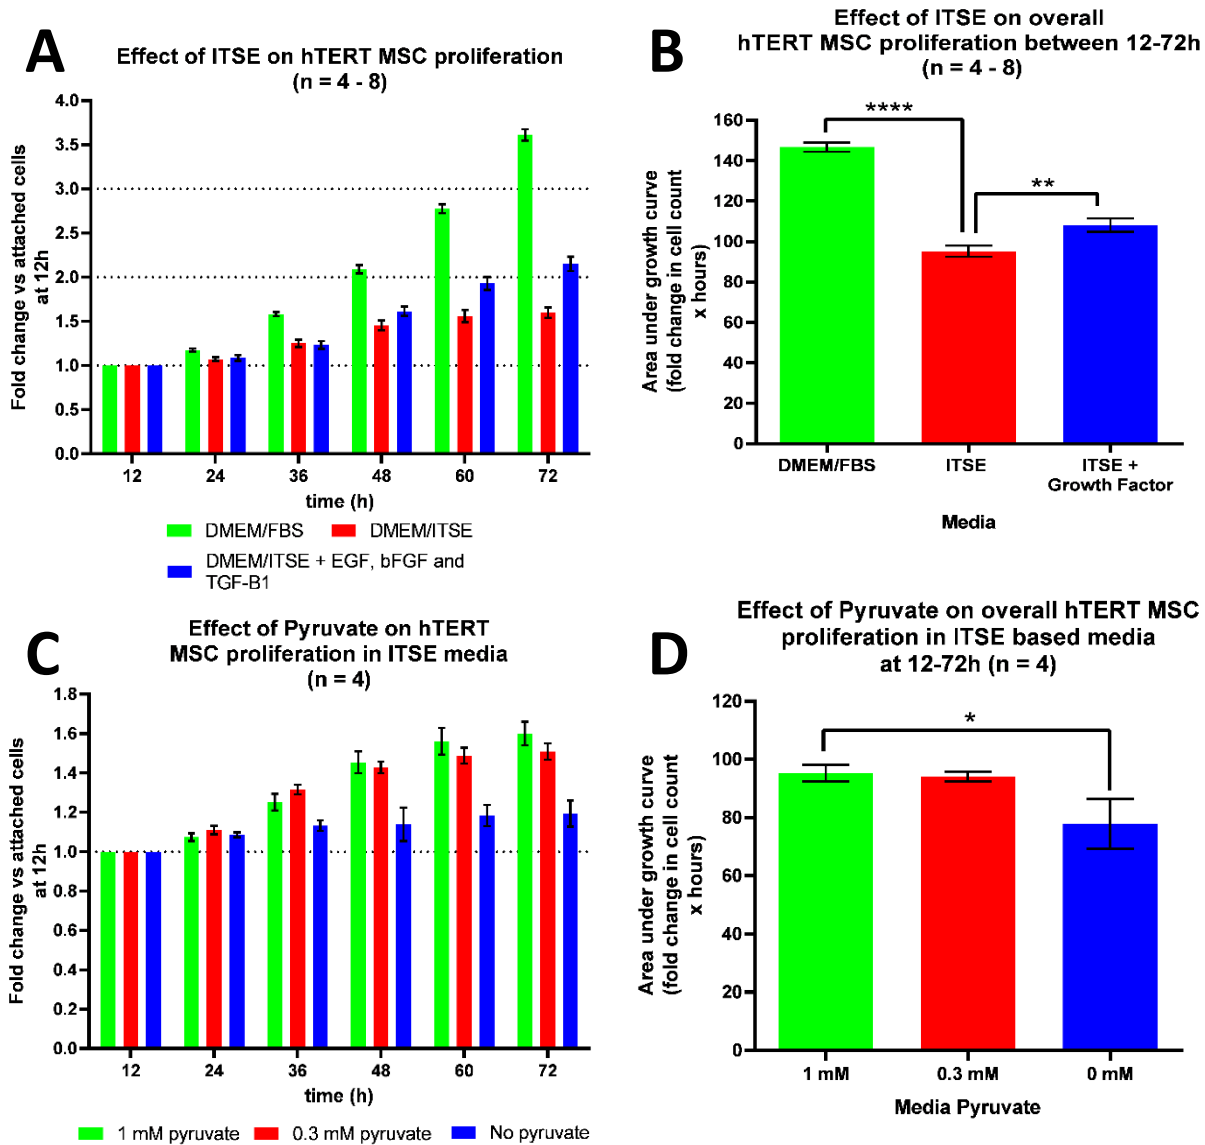 A
Effect of ITSE on hTERT MSC proliferation
(n = 4 - 8)
Fold change vs attached cells
at 12h
4.0
3.5
3.0
2.5
2.0
1.5
1.0
0.5
0.0
12 24 36 48 60 72
time (h)
DMEM/FBS DMEM/ITSE
DMEM/ITSE + EGF, bFGF and
TGF-B1
B
Effect of ITSE on overall
hTERT MSC proliferation between 12-72h
(n = 4 - 8)
Area under growth curve
(fold change in cell count
x hours)
160
140
120
100
80
60
40
20
0
****
**
DMEM/FBS ITSE ITSE +
Growth Factor
Media
C
Effect of Pyruvate on hTERT
MSC proliferation in ITSE media
(n = 4)
Fold change vs attached cells
at 12h
1.8
1.6
1.4
1.2
1.0
0.8
0.6
0.4
0.2
0.0
12 24 36 48 60 72
time (h)
1 mM pyruvate 0.3 mM pyruvate No pyruvate
D
Effect of Pyruvate on overall hTERT MSC
proliferation in ITSE based media
at 12-72h (n = 4)
Area under growth curve
(fold change in cell count
x hours)
120
100
80
60
40
20
0
*
1 mM 0.3 mM 0 mM
Media Pyruvate